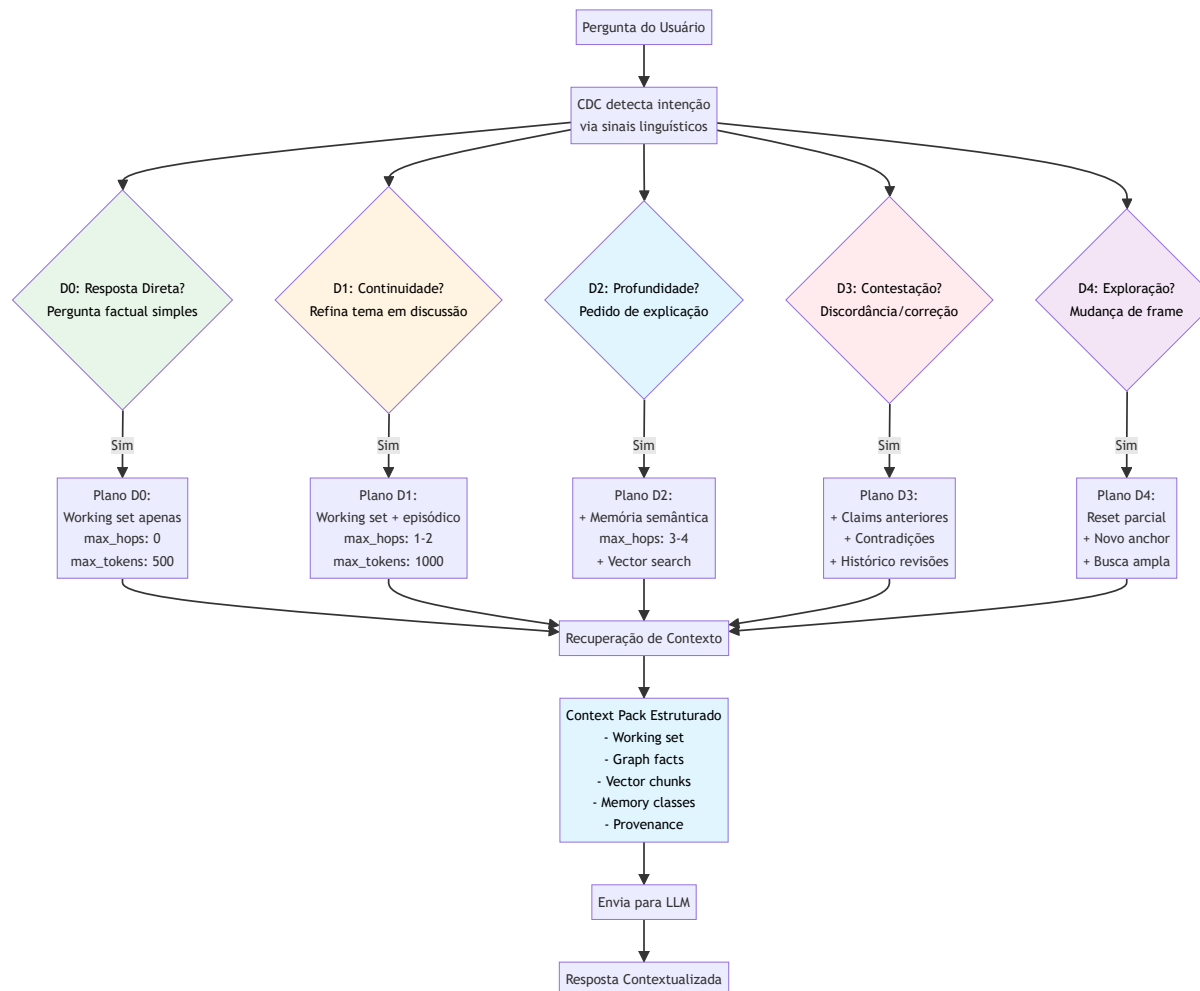 Pergunta do Usuário
CDC detecta intenção
via sinais linguísticos
D0: Resposta Direta?
Pergunta factual simples
D1: Continuidade?
Refina tema em discussão
D2: Profundidade?
Pedido de explicação
D3: Contestação?
Discordância/correção
D4: Exploração?
Mudança de frame
Sim
Sim
Sim
Sim
Sim
Plano D0:
Working set apenas
max_hops: 0
max_tokens: 500
Plano D1:
Working set + episódico
max_hops: 1-2
max_tokens: 1000
Plano D2:
+ Memória semântica
max_hops: 3-4
+ Vector search
Plano D3:
+ Claims anteriores
+ Contradições
+ Histórico revisões
Plano D4:
Reset parcial
+ Novo anchor
+ Busca ampla
Recuperação de Contexto
Context Pack Estruturado
- Working set
- Graph facts
- Vector chunks
- Memory classes
- Provenance
Envia para LLM
Resposta Contextualizada